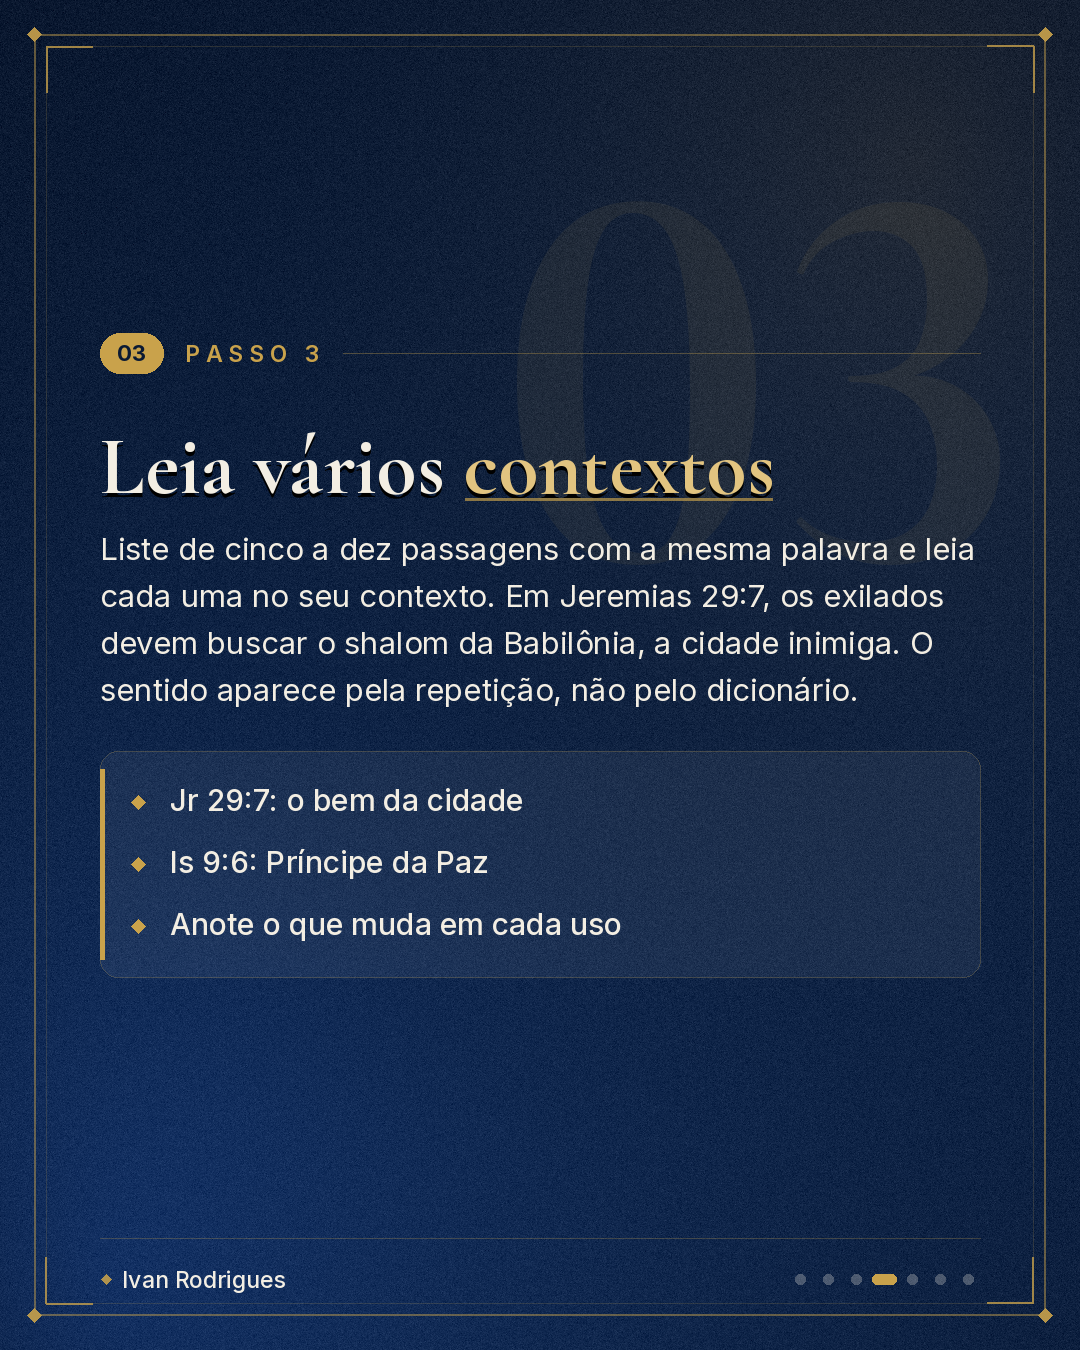 03
03 PASSO 3
Leia vários contextos
Liste de cinco a dez passagens com a mesma palavra e leia
cada uma no seu contexto. Em Jeremias 29:7, os exilados
devem buscar o shalom da Babilônia, a cidade inimiga. O
sentido aparece pela repetição, não pelo dicionário.
Jr 29:7: o bem da cidade
Is 9:6: Príncipe da Paz
Anote o que muda em cada uso
Ivan Rodrigues